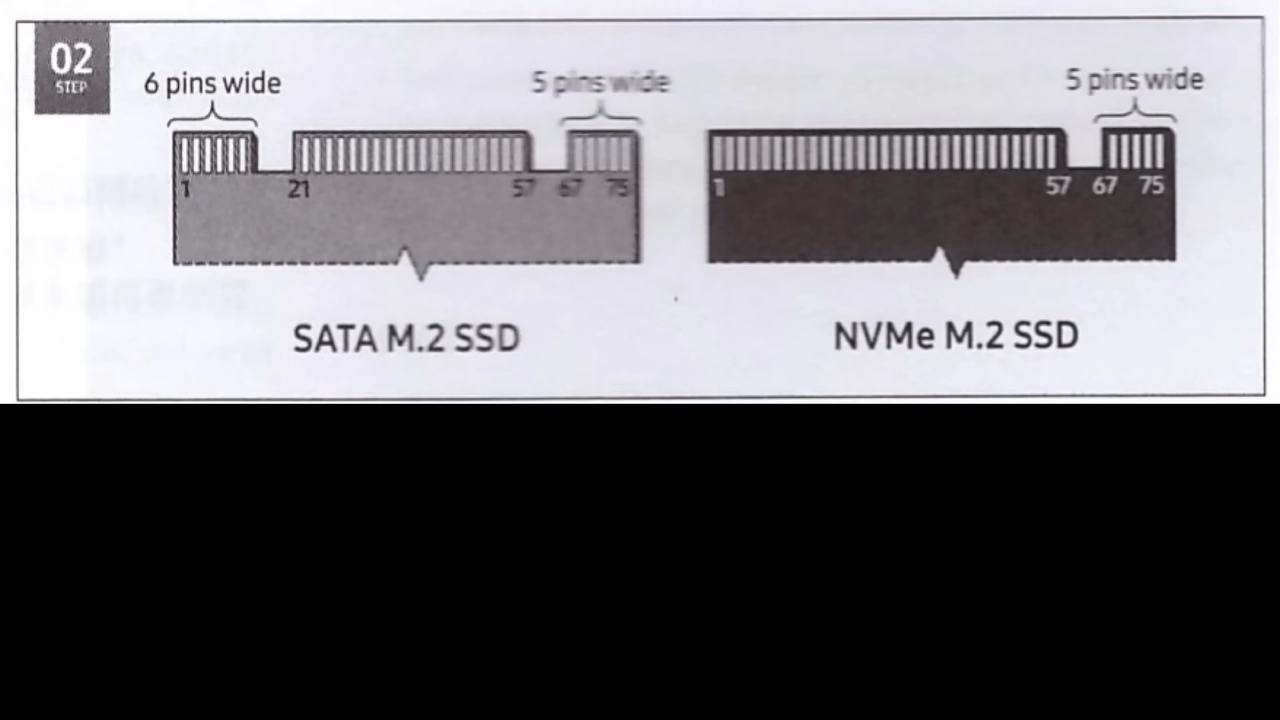 02
STEP
6 pins wide
5 pins wide
5 pins wide
1 21 57 67 75
1 57 67 75
SATA M.2 SSD
NVMe M.2 SSD